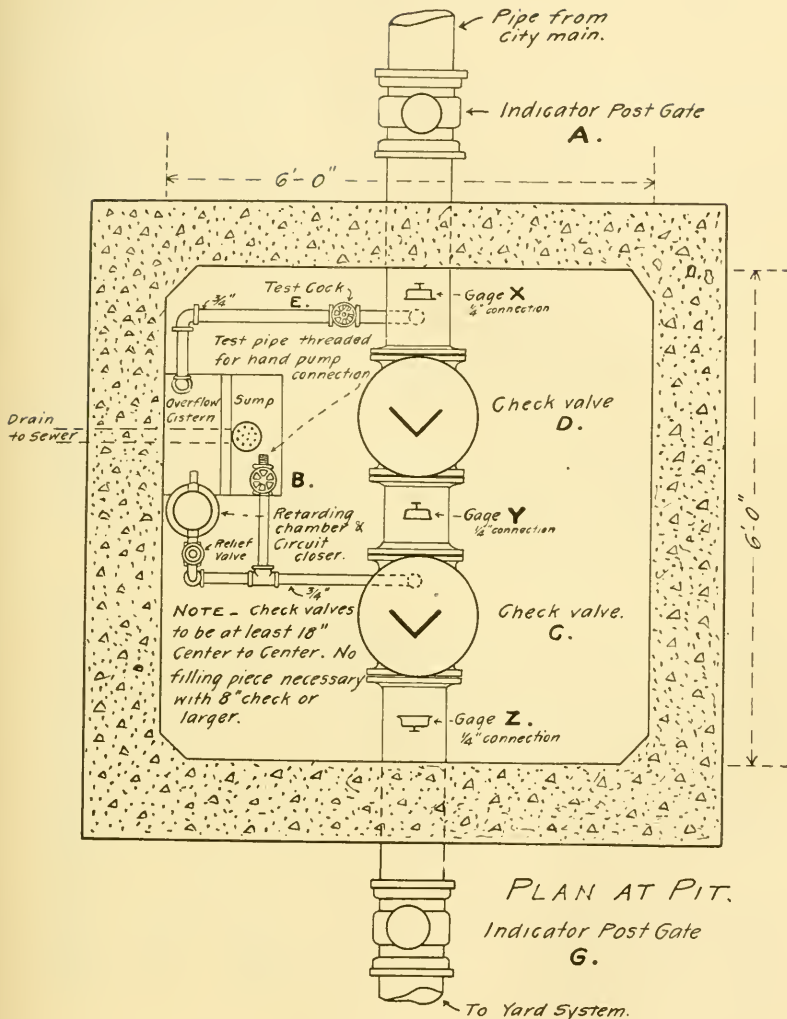 Pipe from
City main.
Indicator Post Gate
A.
6'-0"
Test Cock
E.
3/4"
Gage X
1/4" connection
Test pipe threaded
for hand pump
connection
Overflow
Cistern
Sump
Check valve
D.
Drain
to sewer
B.
Gage Y
1/4" connection
6'-0"
Retarding
chamber &
Circuit
closer.
Relief
Valve
3/4"
NOTE - Check valves
to be at least 18"
Center to Center. No
filling piece necessary
with 8" check or
larger.
Check valve.
C.
Gage Z.
1/4" connection
PLAN AT PIT.
Indicator Post Gate
G.
To Yard System.